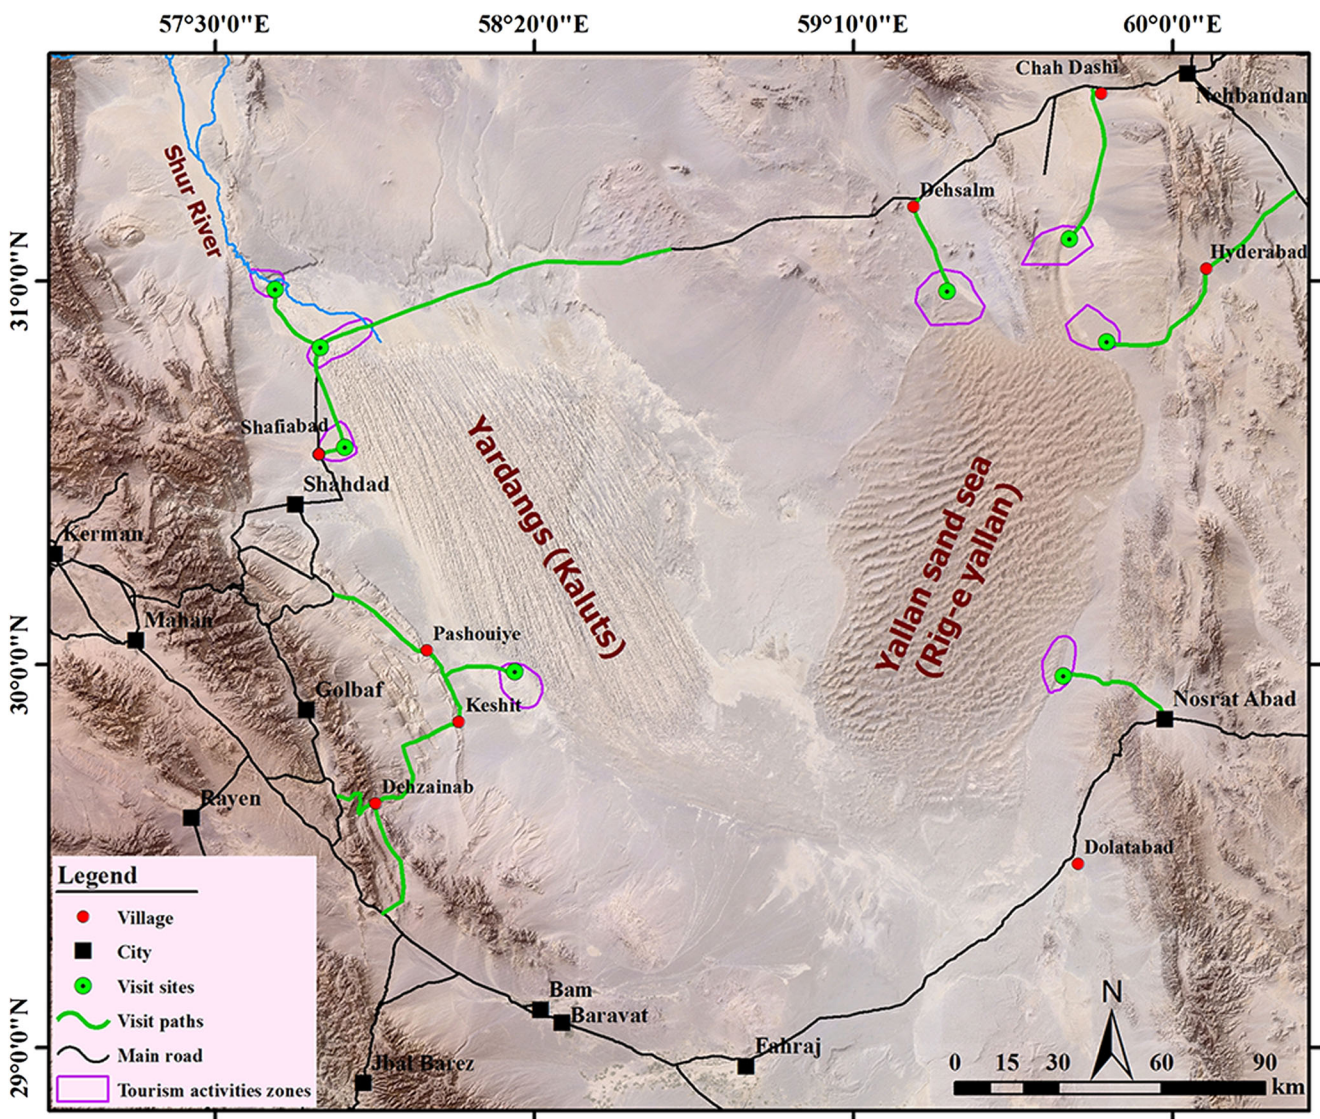 57°30'0"E 58°20'0"E 59°10'0"E 60°0'0"E
Chah Dashi
Nehbandan
Shur River
Dehsalm
31°0'0"N
Hyderabad
Shafiabad
Shahdad
Yardangs (Kaluts)
Yallan sand sea
(Rig-e yallan)
Kerman
Mahan
Pashouiye
30°0'0"N
Golbaf
Keshit
Nosrat Abad
Dehzainab
Rayen
Dolatabad
Legend
Village
City
Visit sites
Visit paths
Main road
Tourism activities zones
Bam
Baravat
29°0'0"N
Fahraj
Jbal Barez
N
0 15 30 60 90
km